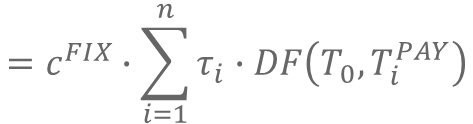 = c^{FIX} · \sum_{i=1}^{n} τ_i · DF(T_0, T_i^{PAY})